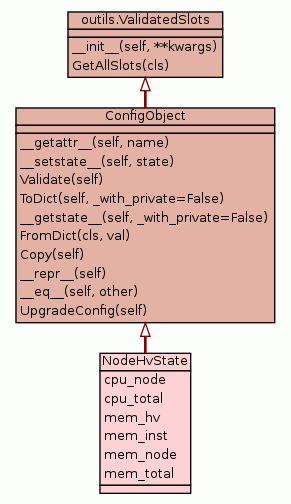 outils.ValidatedSlots
__init__(self, **kwargs)
GetAllSlots(cls)
ConfigObject
__getattr__(self, name)
__setstate__(self, state)
Validate(self)
ToDict(self, _with_private=False)
__getstate__(self, _with_private=False)
FromDict(cls, val)
Copy(self)
__repr__(self)
__eq__(self, other)
UpgradeConfig(self)
NodeHvState
cpu_node
cpu_total
mem_hv
mem_inst
mem_node
mem_total